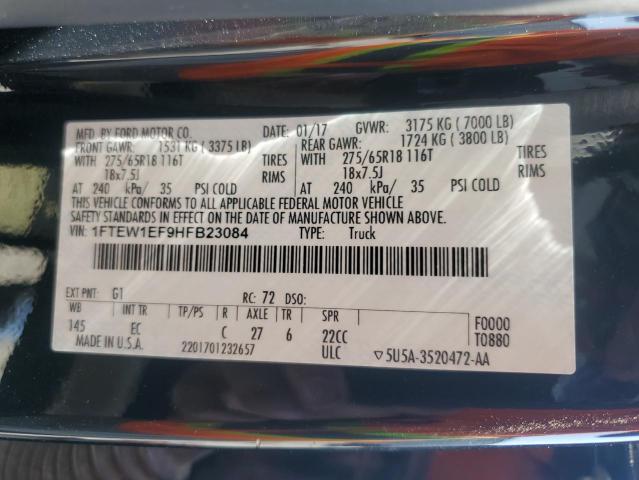 MFD. BY FORD MOTOR CO. DATE: 01/17 GVWR: 3175 KG ( 7000 LB)
FRONT GAWR: 1531 KG ( 3375 LB) REAR GAWR: 1724 KG ( 3800 LB)
WITH 275/65R18 116T TIRES WITH 275/65R18 116T TIRES
18x7.5J RIMS 18x7.5J RIMS
AT 240 kPa/ 35 PSI COLD AT 240 kPa/ 35 PSI COLD
THIS VEHICLE CONFORMS TO ALL APPLICABLE FEDERAL MOTOR VEHICLE
SAFETY STANDARDS IN EFFECT ON THE DATE OF MANUFACTURE SHOWN ABOVE.
VIN: 1FTEW1EF9HFB23084 TYPE: Truck
EXT PNT: G1 RC: 72 DSO:
WB INT TR TP/PS R AXLE TR SPR F0000
145 EC C 27 6 22CC T0880
MADE IN U.S.A. 2201701232657 ULC ▽5U5A-3520472-AA